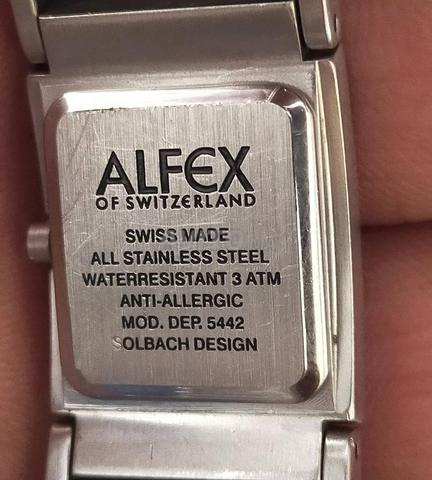 ALFEX
OF SWITZERLAND
SWISS MADE
ALL STAINLESS STEEL
WATERRESISTANT 3 ATM
ANTI-ALLERGIC
MOD. DEP. 5442
SOLBACH DESIGN